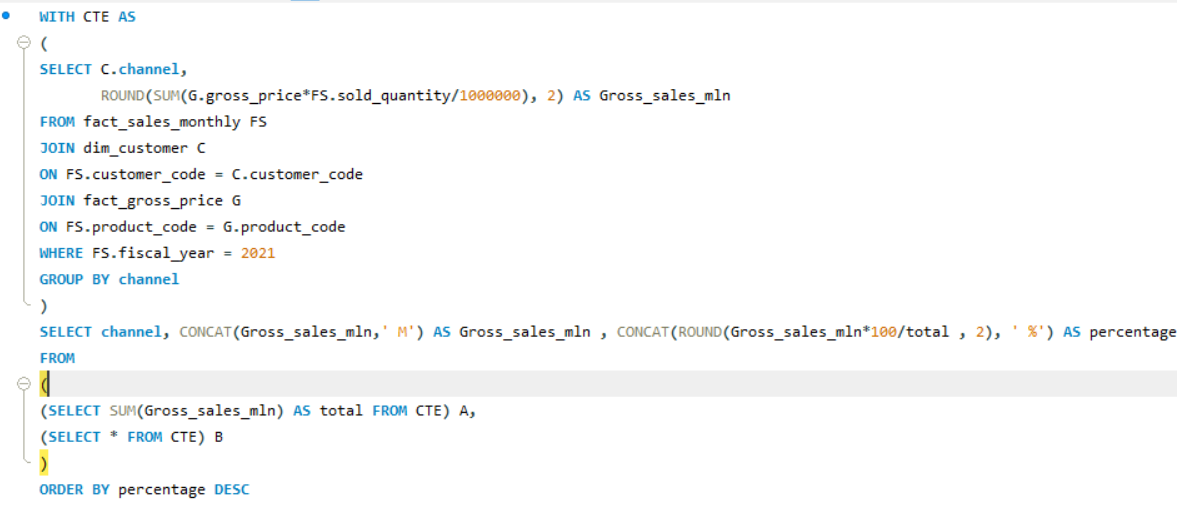 WITH CTE AS
(
SELECT C.channel,
ROUND(SUM(G.gross_price*FS.sold_quantity/1000000), 2) AS Gross_sales_mln
FROM fact_sales_monthly FS
JOIN dim_customer C
ON FS.customer_code = C.customer_code
JOIN fact_gross_price G
ON FS.product_code = G.product_code
WHERE FS.fiscal_year = 2021
GROUP BY channel
)
SELECT channel, CONCAT(Gross_sales_mln,' M') AS Gross_sales_mln , CONCAT(ROUND(Gross_sales_mln*100/total , 2), ' %') AS percentage
FROM
(
(SELECT SUM(Gross_sales_mln) AS total FROM CTE) A,
(SELECT * FROM CTE) B
)
ORDER BY percentage DESC